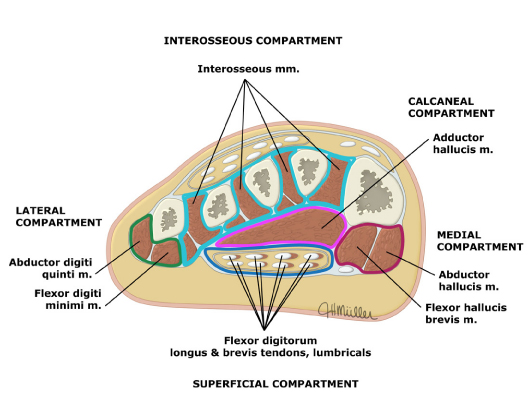 INTEROSSEOUS COMPARTMENT
Interosseous mm.
CALCANEAL
COMPARTMENT
Adductor
hallucis m.
LATERAL
COMPARTMENT
MEDIAL
COMPARTMENT
Abductor digiti
quinti m.
Abductor
hallucis m.
Flexor digiti
minimi m.
Flexor hallucis
brevis m.
JHMüller
Flexor digitorum
longus & brevis tendons, lumbricals
SUPERFICIAL COMPARTMENT